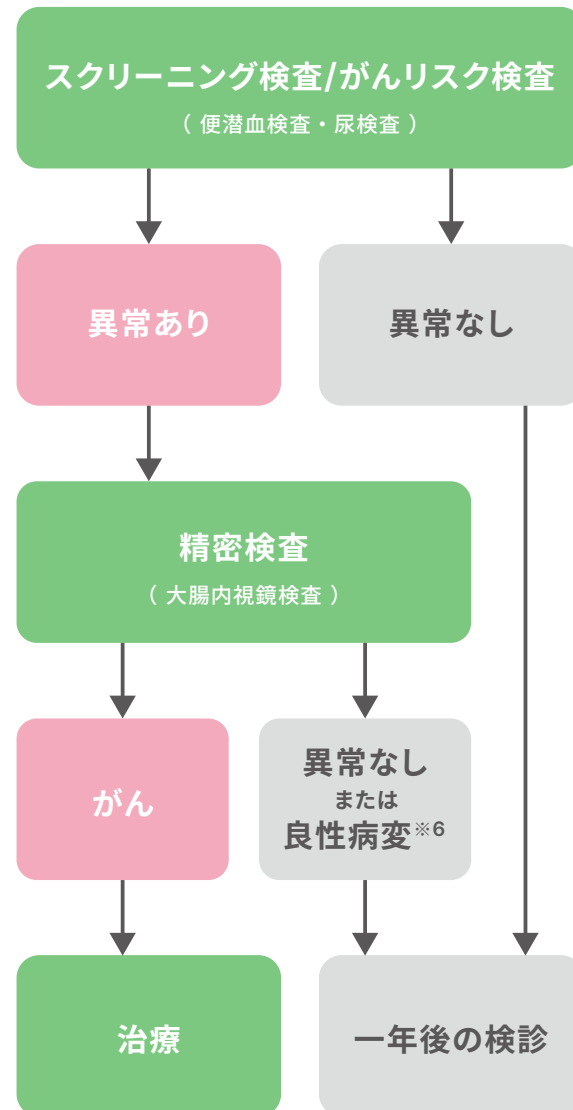 スクリーニング検査/がんリスク検査
（ 便潜血検査・尿検査 ）
異常あり
異常なし
精密検査
（ 大腸内視鏡検査 ）
がん
異常なし
または
良性病変※6
治療
一年後の検診